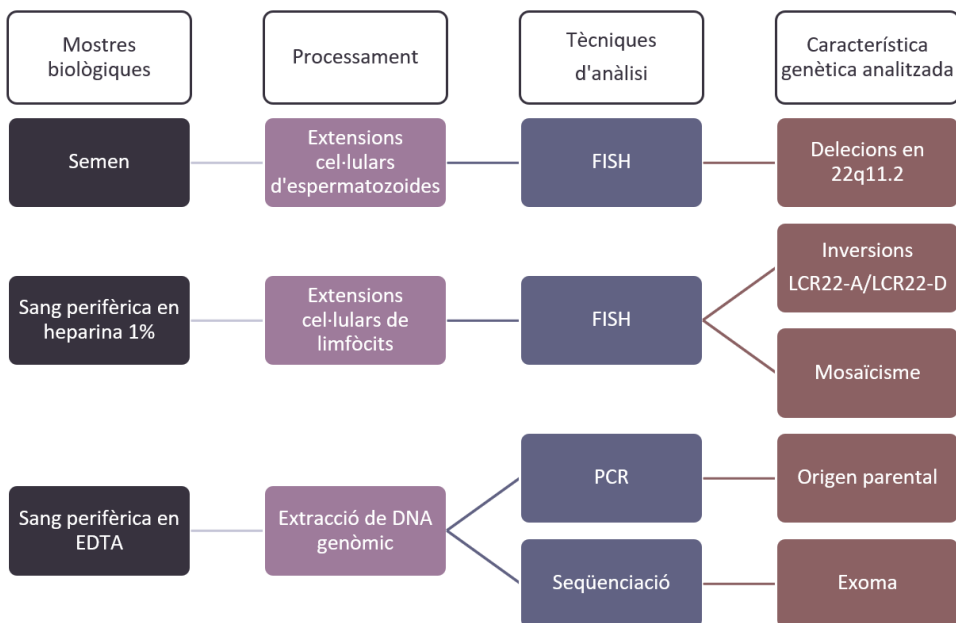 Mostres
biològiques
Processament
Tècniques
d'anàlisi
Característica
genètica analitzada
Semen
Extensions
cel·lulars
d'espermatozoides
FISH
Delecions en
22q11.2
Sang perifèrica en
heparina 1%
Extensions
cel·lulars de
limfòcits
FISH
Inversions
LCR22-A/LCR22-D
Mosaïcisme
Sang perifèrica en
EDTA
Extracció de DNA
genòmic
PCR
Origen parental
Seqüenciació
Exoma